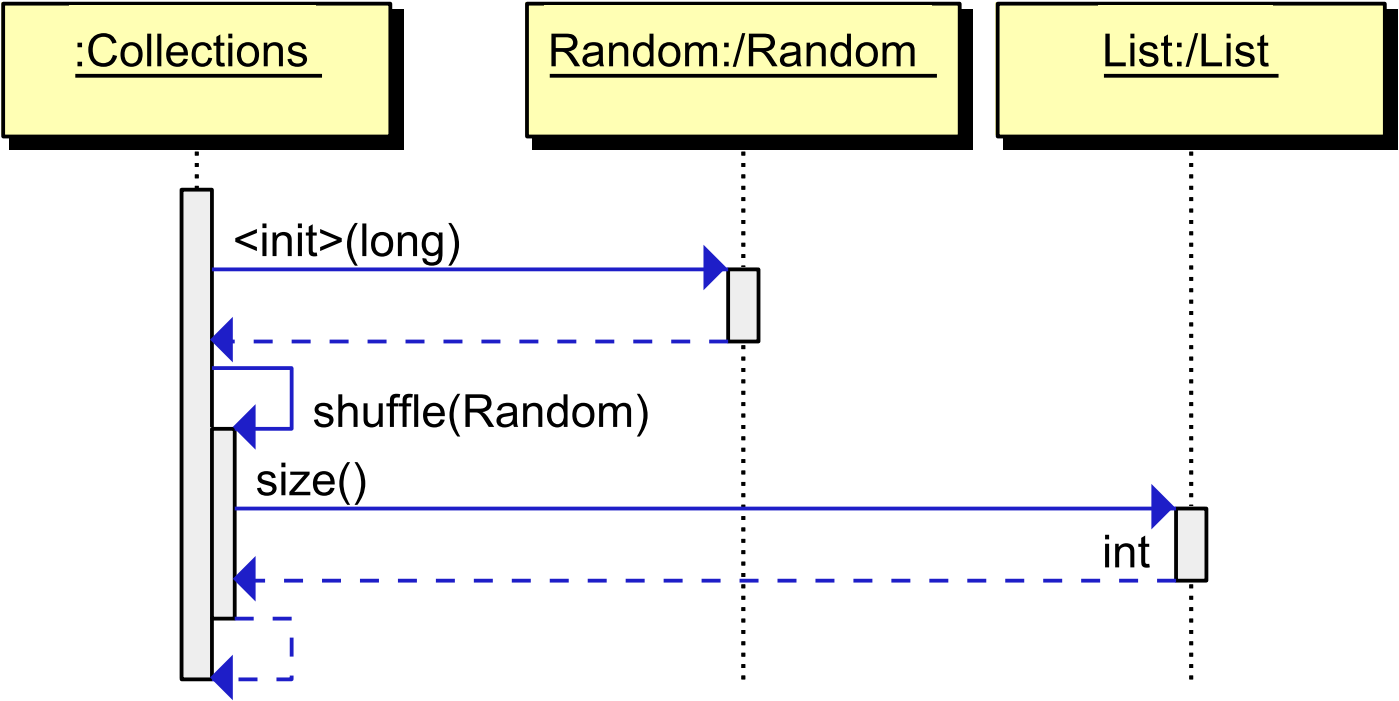 :Collections
Random:/Random
List:/List
<init>(long)
shuffle(Random)
size()
int